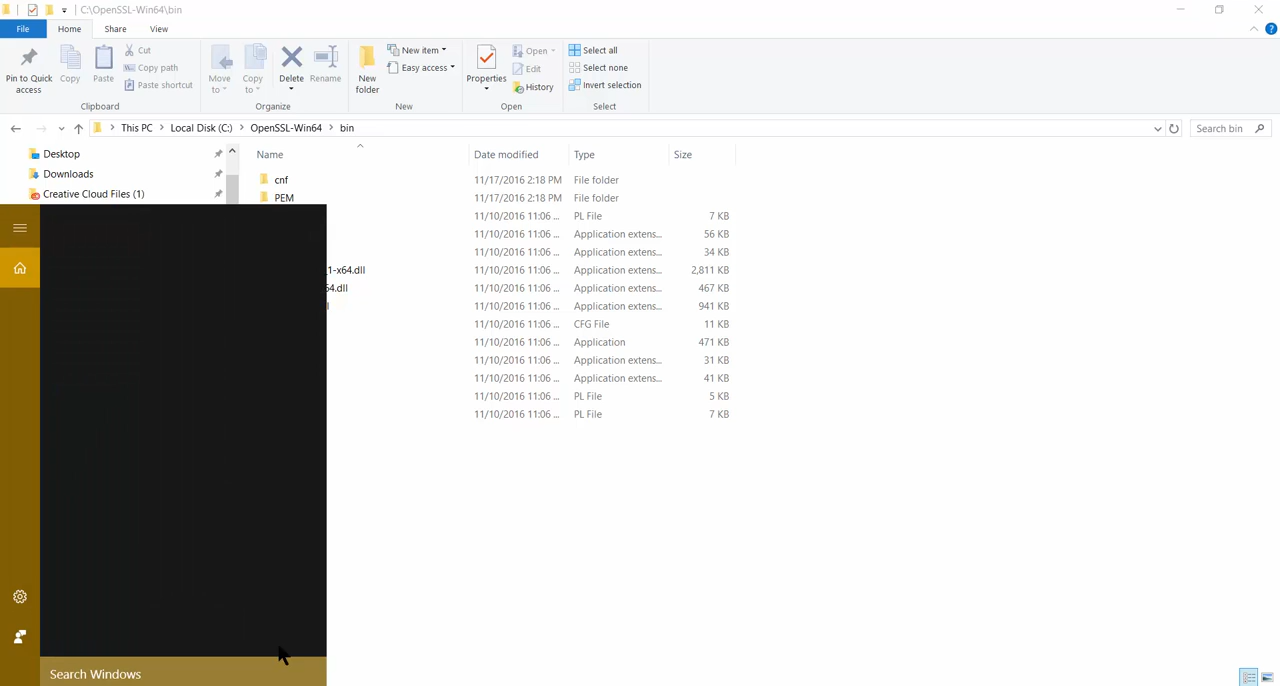 C:\OpenSSL-Win64\bin
File Home Share View
Pin to Quick access
Copy
Paste
Cut
Copy path
Paste shortcut
Move to
Copy to
Delete
Rename
New folder
New item
Easy access
Properties
Open
Edit
History
Select all
Select none
Invert selection
Clipboard Organize New Open Select
This PC Local Disk (C:) OpenSSL-Win64 bin
Search bin
Desktop
Downloads
Creative Cloud Files (1)
Name Date modified Type Size
cnf 11/17/2016 2:18 PM File folder
PEM 11/17/2016 2:18 PM File folder
11/10/2016 11:06 ... PL File 7 KB
11/10/2016 11:06 ... Application extens... 56 KB
11/10/2016 11:06 ... Application extens... 34 KB
_1-x64.dll 11/10/2016 11:06 ... Application extens... 2,811 KB
64.dll 11/10/2016 11:06 ... Application extens... 467 KB
11/10/2016 11:06 ... Application extens... 941 KB
11/10/2016 11:06 ... CFG File 11 KB
11/10/2016 11:06 ... Application 471 KB
11/10/2016 11:06 ... Application extens... 31 KB
11/10/2016 11:06 ... Application extens... 41 KB
11/10/2016 11:06 ... PL File 5 KB
11/10/2016 11:06 ... PL File 7 KB
Search Windows